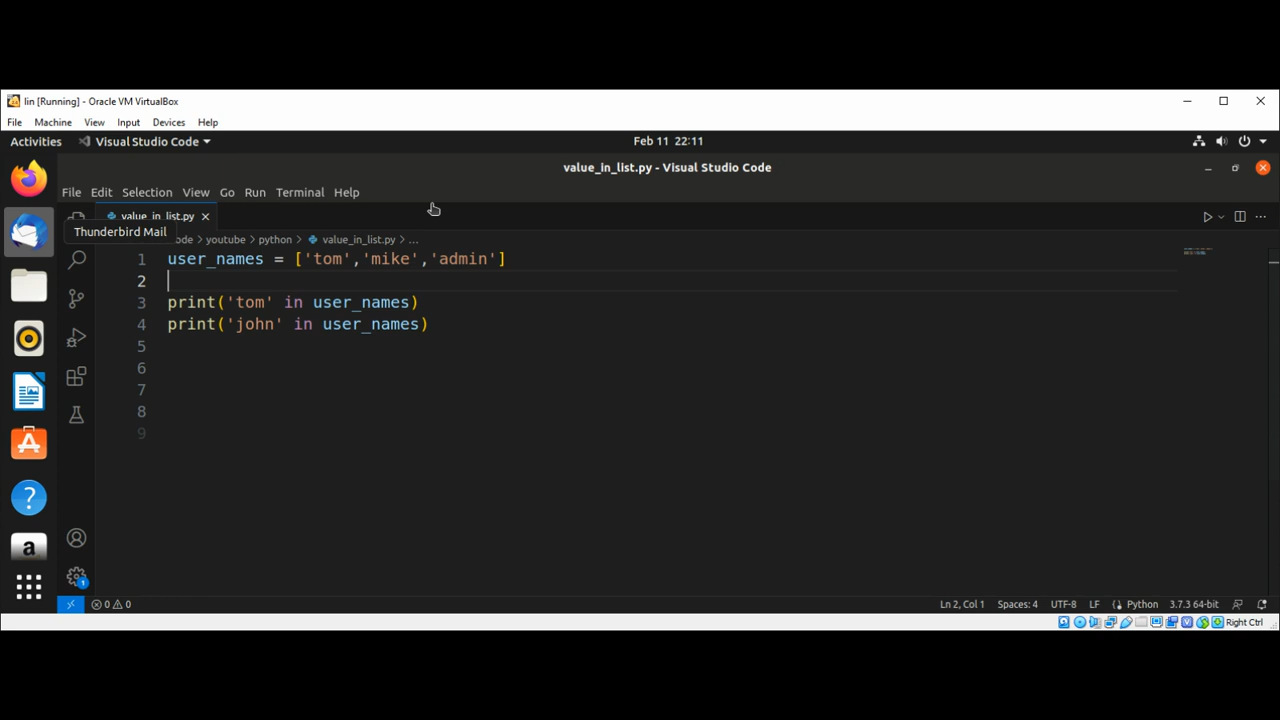 lin [Running] - Oracle VM VirtualBox
File Machine View Input Devices Help
Activities Visual Studio Code Feb 11 22:11
value_in_list.py - Visual Studio Code
File Edit Selection View Go Run Terminal Help
value_in_list.py
Thunderbird Mail
ode > youtube > python > value_in_list.py > ...
1 user_names = ['tom','mike','admin']
2
3 print('tom' in user_names)
4 print('john' in user_names)
5
6
7
8
9
a
1
0 0 Ln 2, Col 1 Spaces: 4 UTF-8 LF Python 3.7.3 64-bit
Right Ctrl